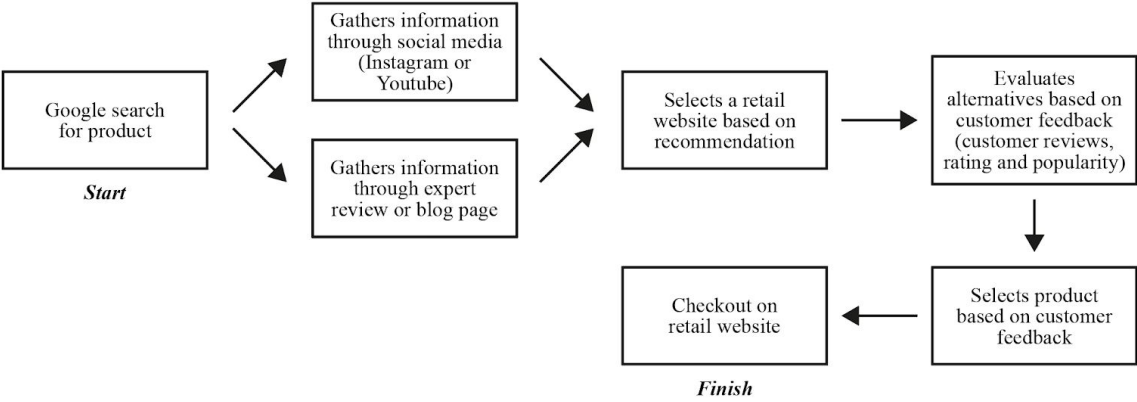 Google search
for product
Start
Gathers information
through social media
(Instagram or
Youtube)
Gathers information
through expert
review or blog page
Selects a retail
website based on
recommendation
Evaluates
alternatives based on
customer feedback
(customer reviews,
rating and popularity)
Selects product
based on customer
feedback
Checkout on
retail website
Finish